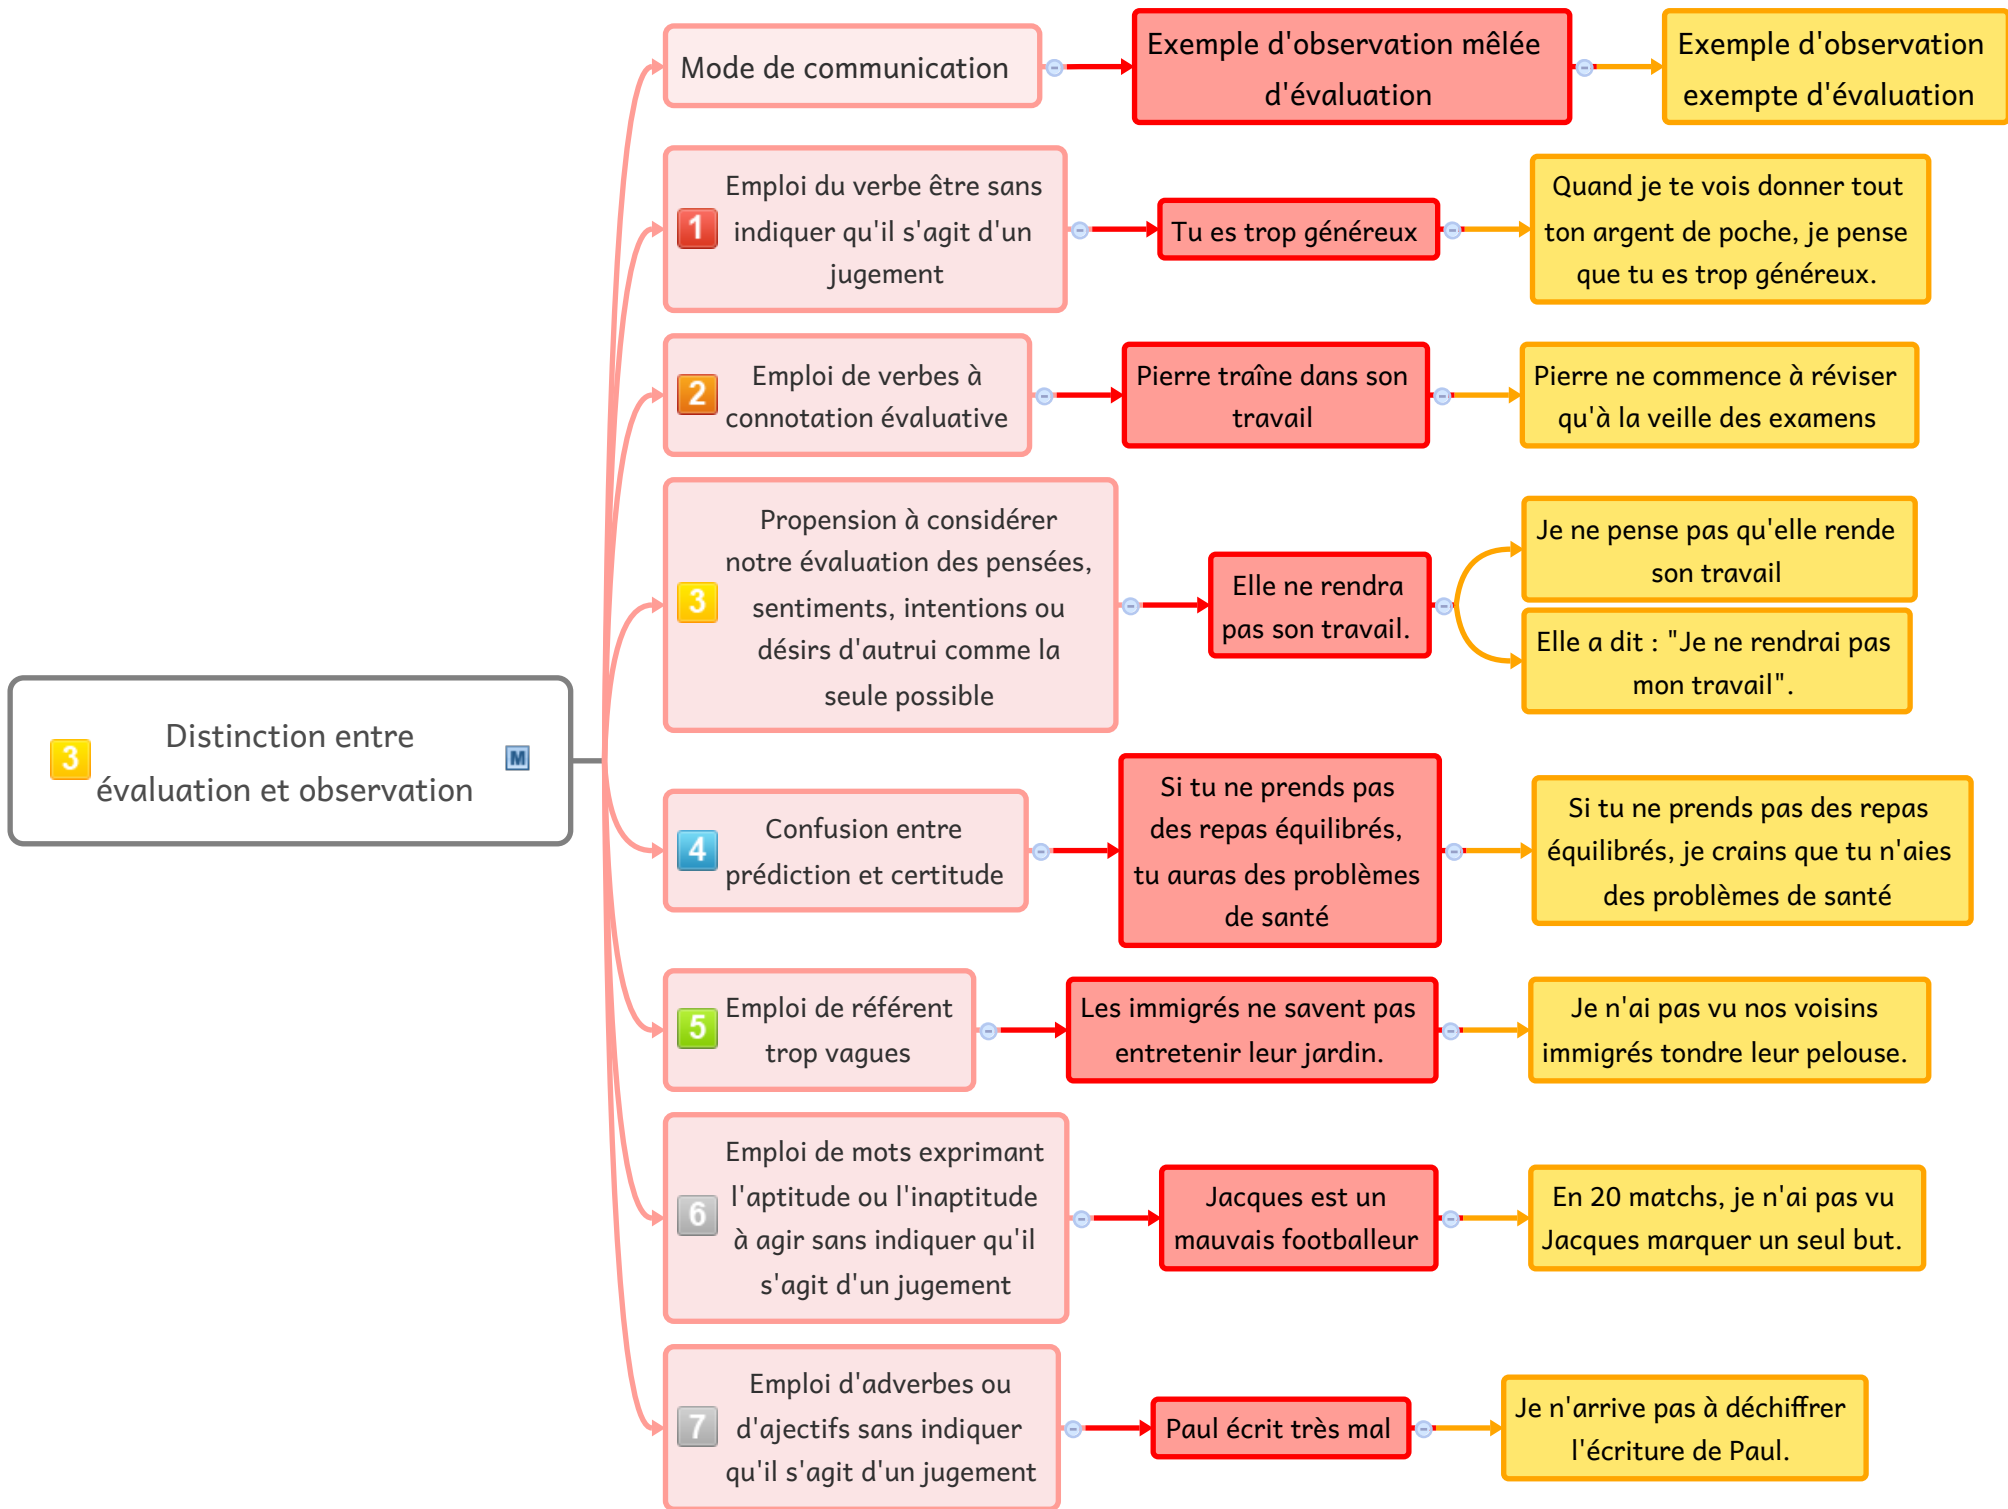 Mode de communication
Exemple d'observation mêlée
d'évaluation
Exemple d'observation
exempte d'évaluation
1
Emploi du verbe être sans
indiquer qu'il s'agit d'un
jugement
Tu es trop généreux
Quand je te vois donner tout
ton argent de poche, je pense
que tu es trop généreux.
2
Emploi de verbes à
connotation évaluative
Pierre traîne dans son
travail
Pierre ne commence à réviser
qu'à la veille des examens
3
Propension à considérer
notre évaluation des pensées,
sentiments, intentions ou
désirs d'autrui comme la
seule possible
Elle ne rendra
pas son travail.
Je ne pense pas qu'elle rende
son travail
Elle a dit : "Je ne rendrai pas
mon travail".
3
Distinction entre
évaluation et observation
M
4
Confusion entre
prédiction et certitude
Si tu ne prends pas
des repas équilibrés,
tu auras des problèmes
de santé
Si tu ne prends pas des repas
équilibrés, je crains que tu n'aies
des problèmes de santé
5
Emploi de référent
trop vagues
Les immigrés ne savent pas
entretenir leur jardin.
Je n'ai pas vu nos voisins
immigrés tondre leur pelouse.
6
Emploi de mots exprimant
l'aptitude ou l'inaptitude
à agir sans indiquer qu'il
s'agit d'un jugement
Jacques est un
mauvais footballeur
En 20 matchs, je n'ai pas vu
Jacques marquer un seul but.
7
Emploi d'adverbes ou
d'ajectifs sans indiquer
qu'il s'agit d'un jugement
Paul écrit très mal
Je n'arrive pas à déchiffrer
l'écriture de Paul.